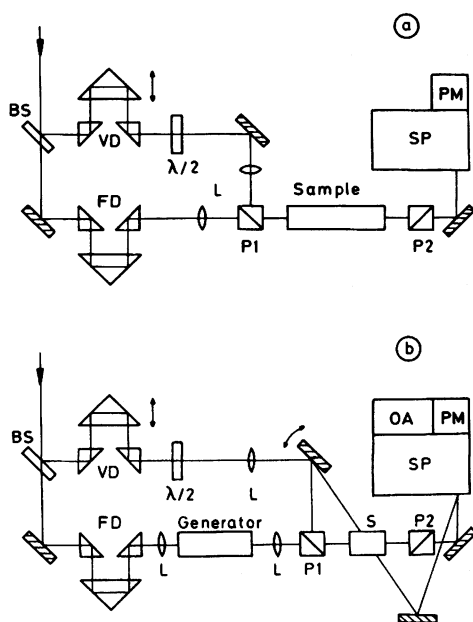 a
BS
VD
λ/2
PM
SP
FD
L
Sample
P1
P2
b
BS
VD
λ/2
L
OA
PM
SP
FD
Generator
S
P2
L
L
P1